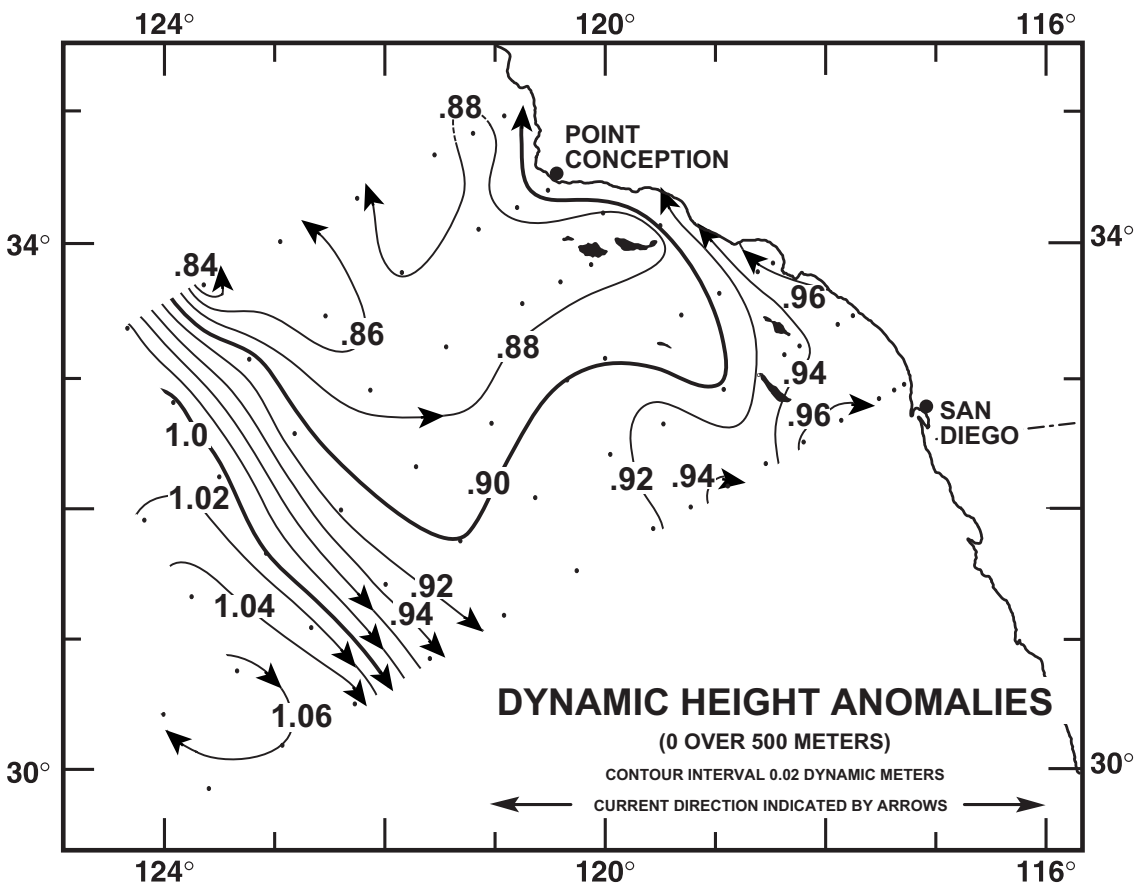 124° 120° 116°
.88
POINT
CONCEPTION
34° 34°
.84
.96
.86
.88
.94
.96
SAN
DIEGO
1.0
.90
.92 .94
1.02
.92
1.04
.94
DYNAMIC HEIGHT ANOMALIES
1.06
(0 OVER 500 METERS)
30° 30°
CONTOUR INTERVAL 0.02 DYNAMIC METERS
CURRENT DIRECTION INDICATED BY ARROWS
124° 120° 116°